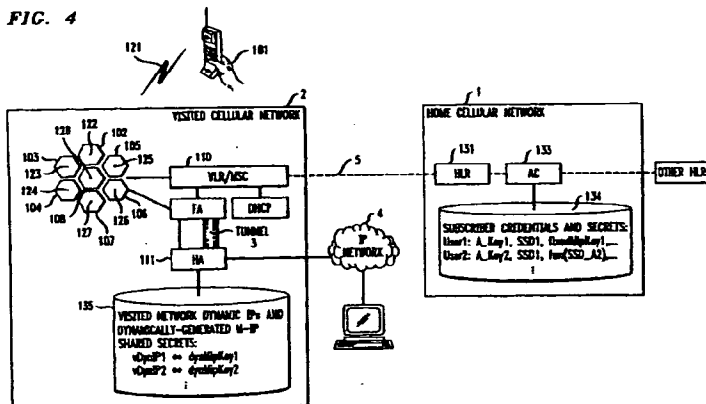 FIG. 4
121
101
2
VISITED CELLULAR NETWORK
1
HOME CELLULAR NETWORK
128
122
102
103
105
123
125
124
104
108
127
107
126
106
110
VLR/MSC
5
131
HLR
133
AC
OTHER HLR
FA
DHCP
TUNNEL
3
111
HA
4
IP
NETWORK
134
SUBSCRIBER CREDENTIALS AND SECRETS:
User1: A_Key1, SSD1, fixedMipKey1,...
User2: A_Key2, SSD1, fun(SSD_A2),...
135
VISITED NETWORK DYNAMIC IPs AND
DYNAMICALLY-GENERATED M-IP
SHARED SECRETS:
vDynIP1 ↔ dynMipKey1
vDynIP2 ↔ dynMipKey2